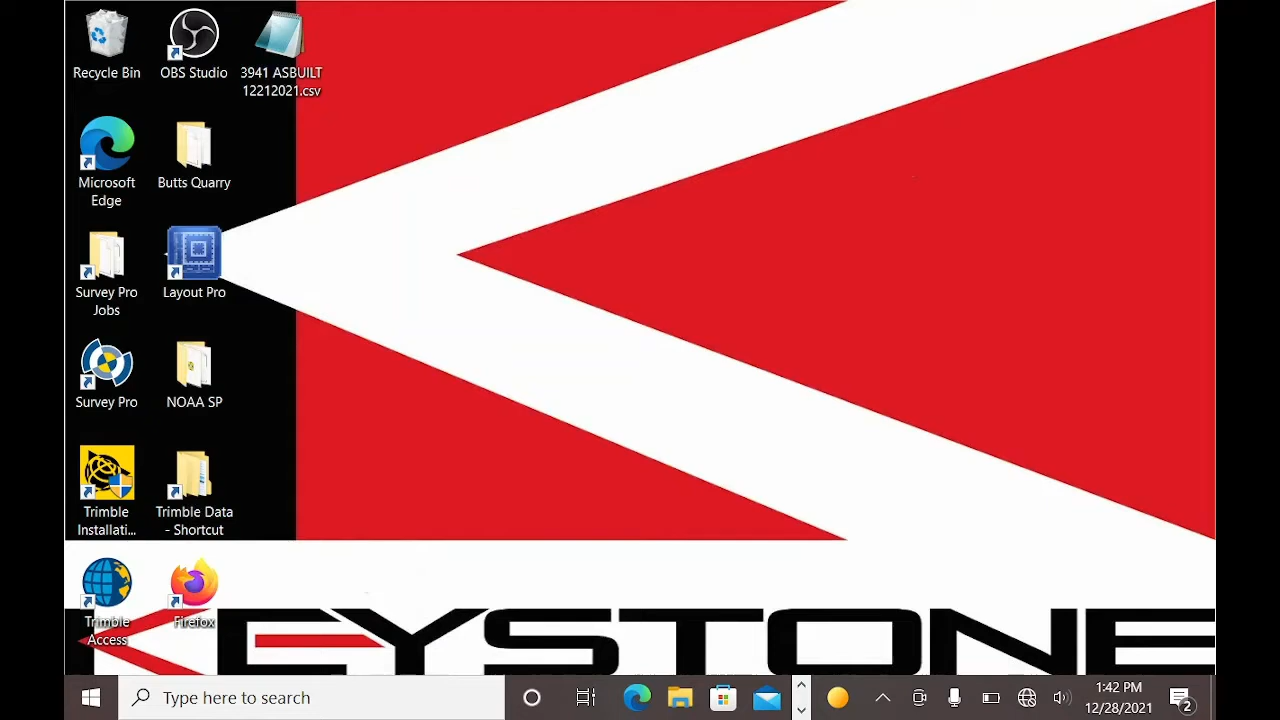 Recycle Bin
OBS Studio
3941 ASBUILT
12212021.csv
Microsoft
Edge
Butts Quarry
Survey Pro
Jobs
Layout Pro
Survey Pro
NOAA SP
Trimble
Installati...
Trimble Data
- Shortcut
Trimble
Access
Firefox
KEYSTONE
Type here to search
1:42 PM
12/28/2021
2